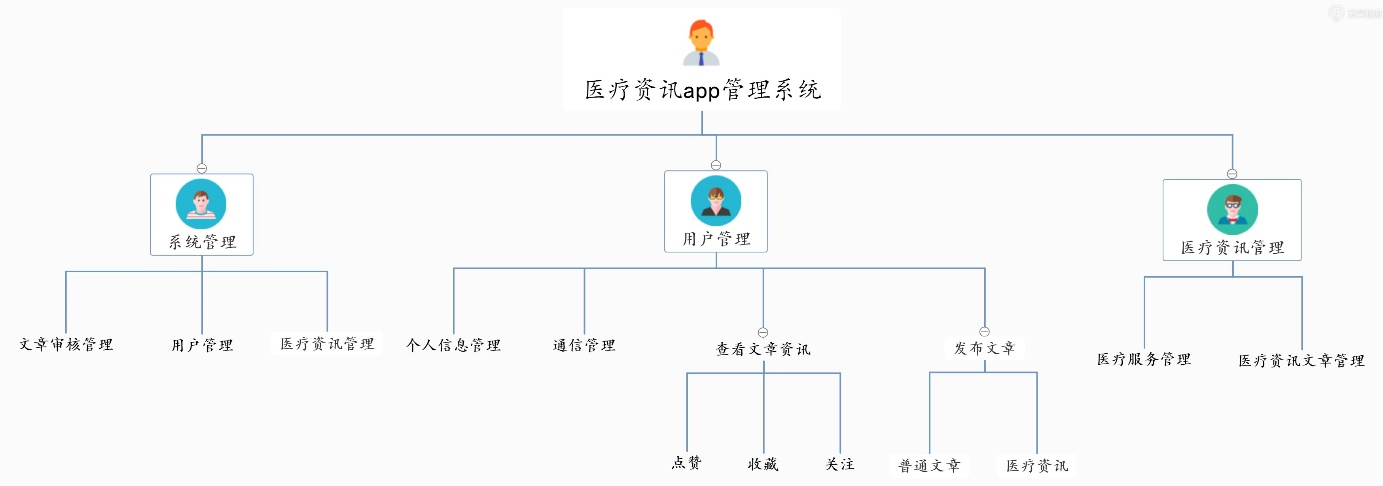 医疗资讯app管理系统
系统管理
用户管理
医疗资讯管理
文章审核管理
用户管理
医疗资讯管理
个人信息管理
通信管理
查看文章资讯
发布文章
医疗服务管理
医疗资讯文章管理
点赞
收藏
关注
普通文章
医疗资讯